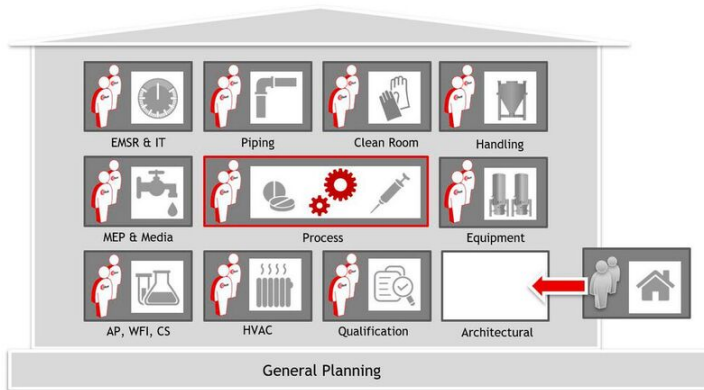 EMSR & IT
Piping
Clean Room
Handling
MEP & Media
Process
Equipment
AP, WFI, CS
HVAC
Qualification
Architectural
General Planning